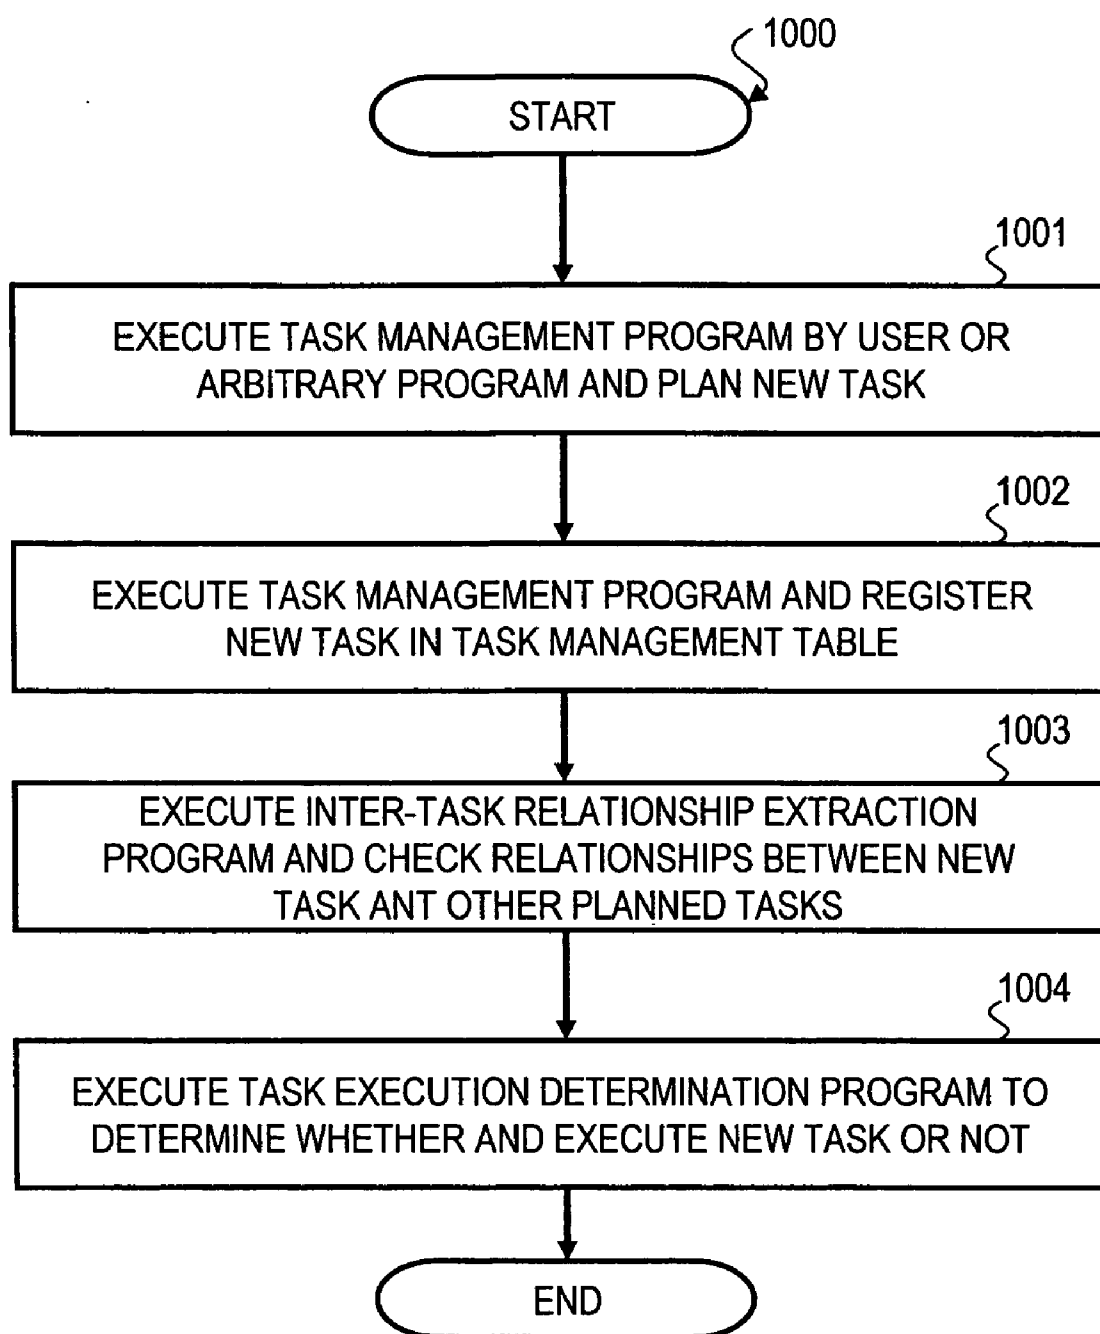 1000
START
1001
EXECUTE TASK MANAGEMENT PROGRAM BY USER OR
ARBITRARY PROGRAM AND PLAN NEW TASK
1002
EXECUTE TASK MANAGEMENT PROGRAM AND REGISTER
NEW TASK IN TASK MANAGEMENT TABLE
1003
EXECUTE INTER-TASK RELATIONSHIP EXTRACTION
PROGRAM AND CHECK RELATIONSHIPS BETWEEN NEW
TASK ANT OTHER PLANNED TASKS
1004
EXECUTE TASK EXECUTION DETERMINATION PROGRAM TO
DETERMINE WHETHER AND EXECUTE NEW TASK OR NOT
END